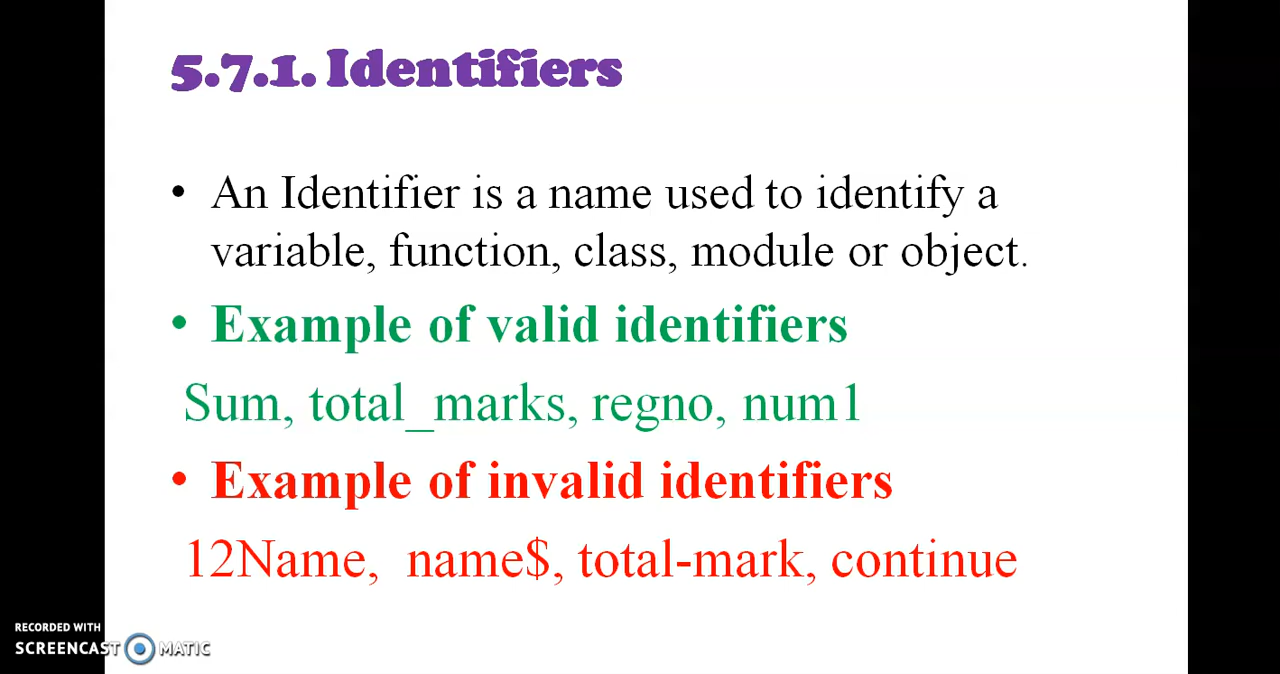 5.7.1. Identifiers
• An Identifier is a name used to identify a
variable, function, class, module or object.
• Example of valid identifiers
Sum, total_marks, regno, num1
• Example of invalid identifiers
12Name, name$, total-mark, continue
RECORDED WITH
SCREENCAST MATIC